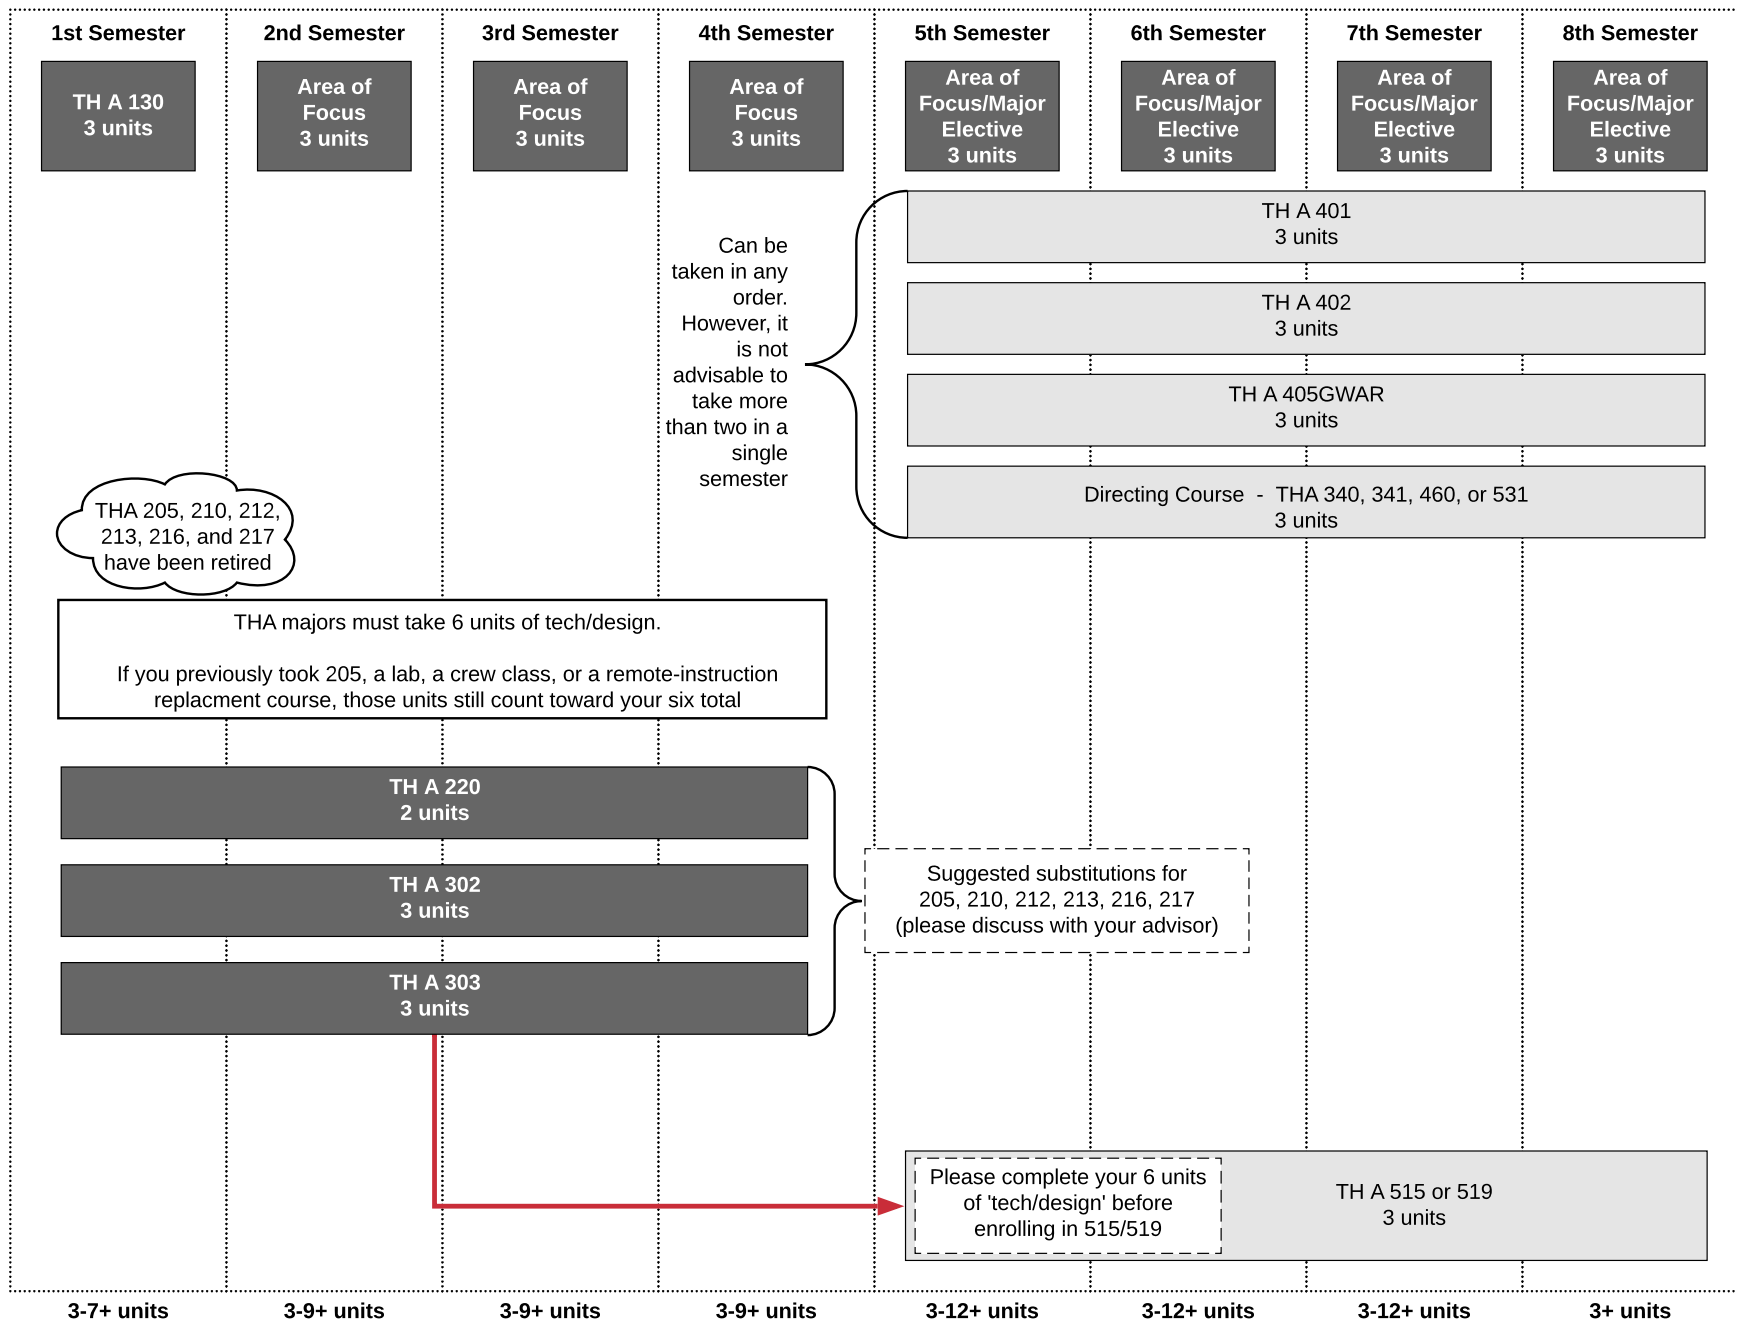 1st Semester
2nd Semester
3rd Semester
4th Semester
5th Semester
6th Semester
7th Semester
8th Semester
TH A 130
3 units
Area of
Focus
3 units
Area of
Focus
3 units
Area of
Focus
3 units
Area of
Focus/Major
Elective
3 units
Area of
Focus/Major
Elective
3 units
Area of
Focus/Major
Elective
3 units
Area of
Focus/Major
Elective
3 units
Can be
taken in any
order.
However, it
is not
advisable to
take more
than two in a
single
semester
TH A 401
3 units
TH A 402
3 units
TH A 405GWAR
3 units
Directing Course - THA 340, 341, 460, or 531
3 units
THA 205, 210, 212,
213, 216, and 217
have been retired
THA majors must take 6 units of tech/design.
If you previously took 205, a lab, a crew class, or a remote-instruction
replacment course, those units still count toward your six total
TH A 220
2 units
TH A 302
3 units
TH A 303
3 units
Suggested substitutions for
205, 210, 212, 213, 216, 217
(please discuss with your advisor)
Please complete your 6 units
of 'tech/design' before
enrolling in 515/519
TH A 515 or 519
3 units
3-7+ units
3-9+ units
3-9+ units
3-9+ units
3-12+ units
3-12+ units
3-12+ units
3+ units